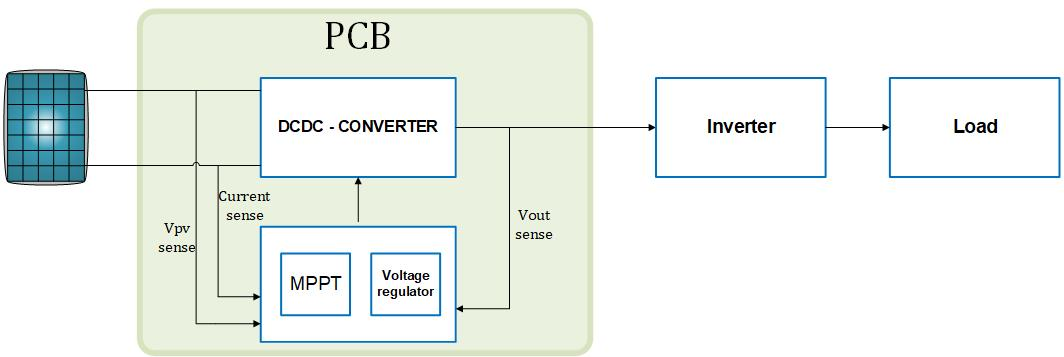 PCB
DCDC - CONVERTER
Inverter
Load
Current
sense
Vpv
sense
Vout
sense
MPPT
Voltage
regulator